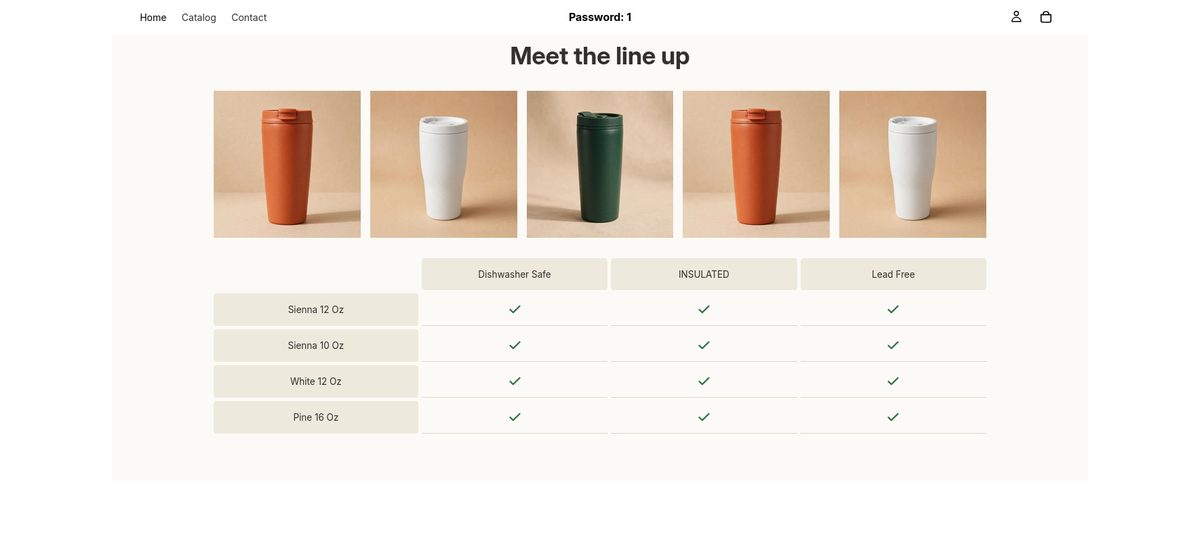 Home Catalog Contact Password: 1
Meet the line up
Dishwasher Safe INSULATED Lead Free
Sienna 12 Oz
Sienna 10 Oz
White 12 Oz
Pine 16 Oz